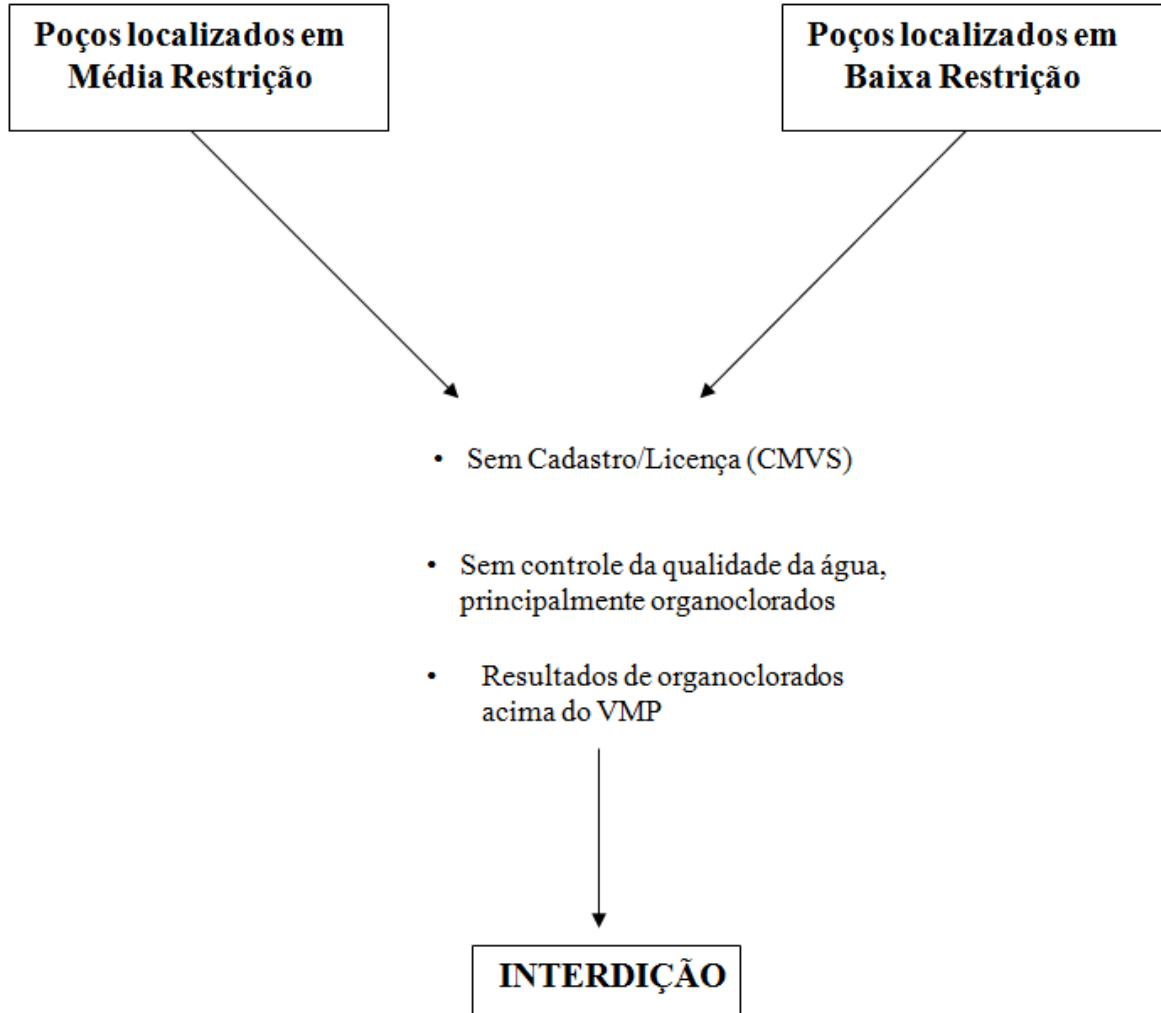 Poços localizados em
Média Restrição
Poços localizados em
Baixa Restrição
• Sem Cadastro/Licença (CMVS)
• Sem controle da qualidade da água,
principalmente organoclorados
• Resultados de organoclorados
acima do VMP
INTERDIÇÃO